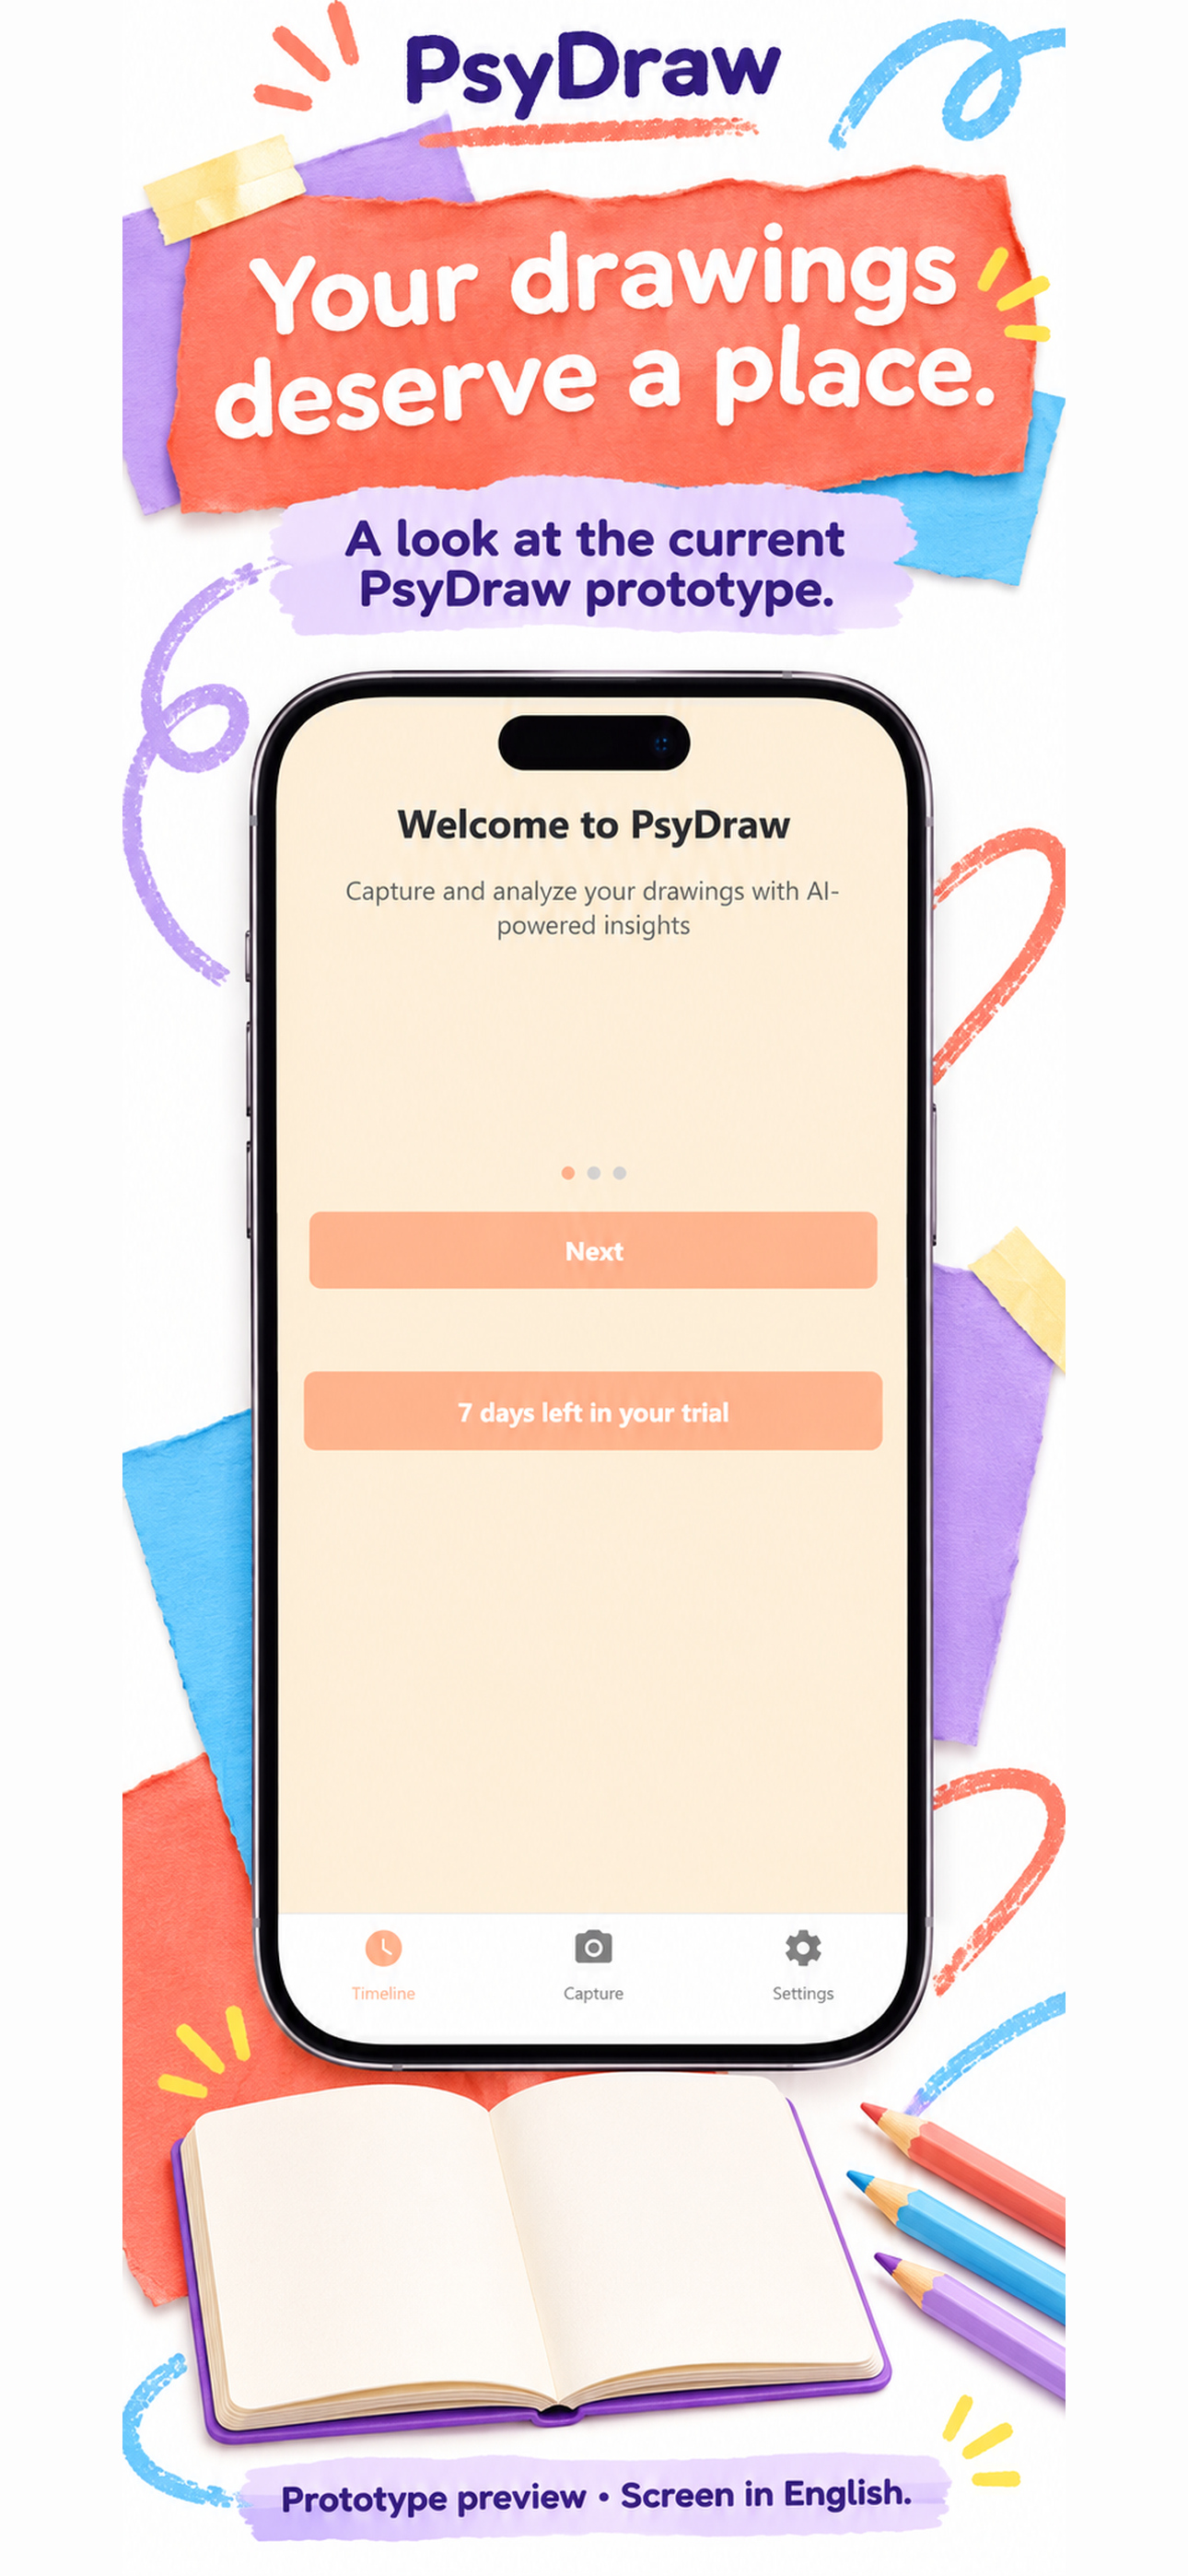 PsyDraw
Your drawings
deserve a place.
A look at the current
PsyDraw prototype.
Welcome to PsyDraw
Capture and analyze your drawings with AI-
powered insights
Next
7 days left in your trial
Timeline
Capture
Settings
Prototype preview • Screen in English.